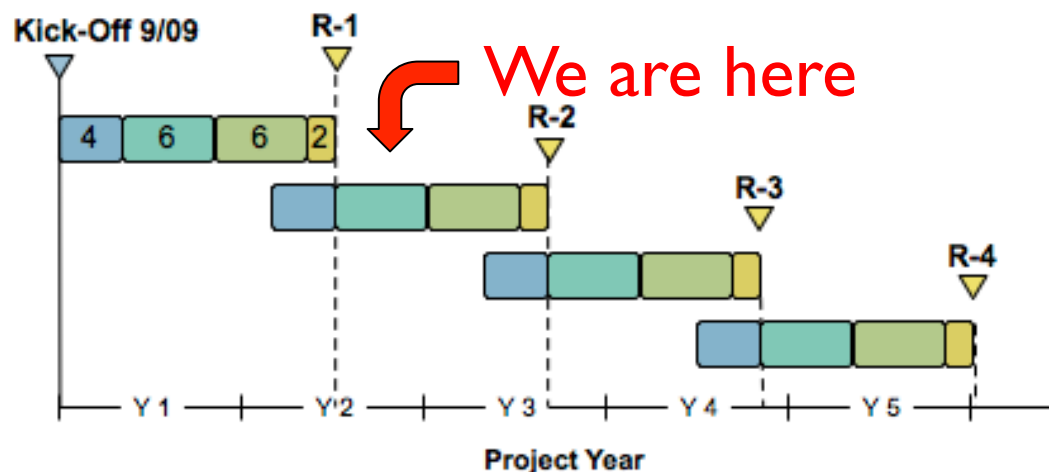 Kick-Off 9/09
R-1
We are here
R-2
4 6 6 2
R-3
R-4
Y 1 Y 2 Y 3 Y 4 Y 5
Project Year